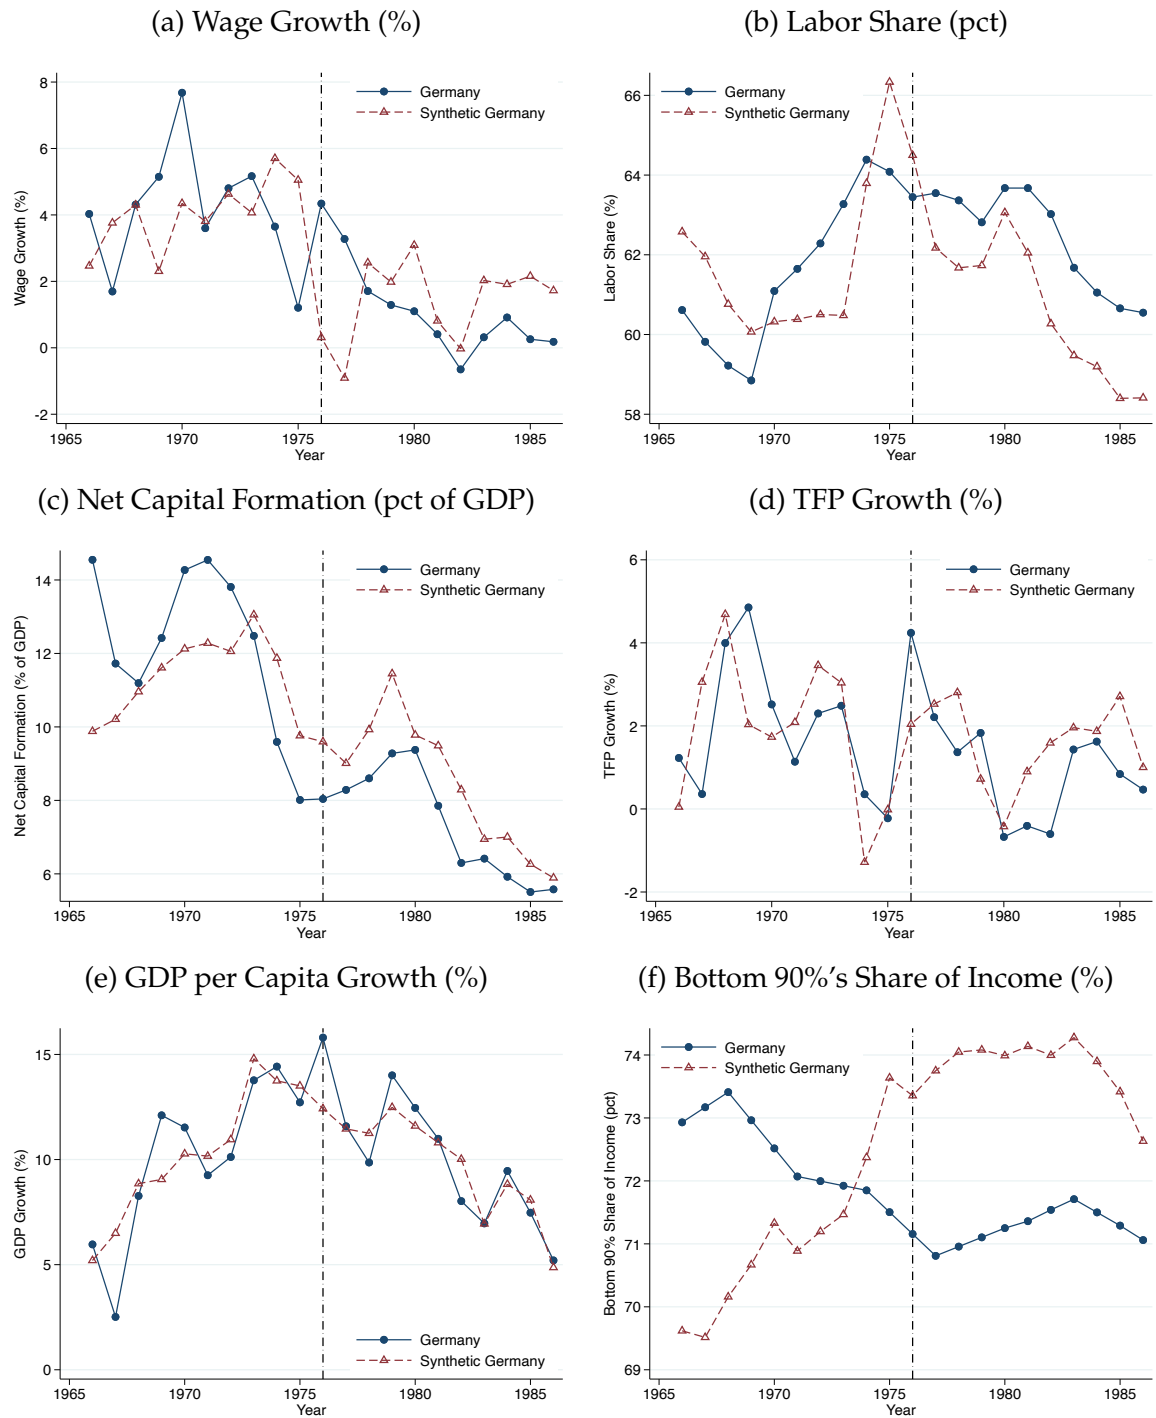 (a) Wage Growth (%)
Germany
Synthetic Germany
Wage Growth (%)
8
6
4
2
0
-2
1965 1970 1975 1980 1985
Year
(b) Labor Share (pct)
Germany
Synthetic Germany
Labor Share (%)
66
64
62
60
58
1965 1970 1975 1980 1985
Year
(c) Net Capital Formation (pct of GDP)
Germany
Synthetic Germany
Net Capital Formation (% of GDP)
14
12
10
8
6
1965 1970 1975 1980 1985
Year
(d) TFP Growth (%)
Germany
Synthetic Germany
TFP Growth (%)
6
4
2
0
-2
1965 1970 1975 1980 1985
Year
(e) GDP per Capita Growth (%)
GDP Growth (%)
15
10
5
0
Germany
Synthetic Germany
1965 1970 1975 1980 1985
Year
(f) Bottom 90%'s Share of Income (%)
Germany
Synthetic Germany
Bottom 90% Share of Income (pct)
74
73
72
71
70
69
1965 1970 1975 1980 1985
Year